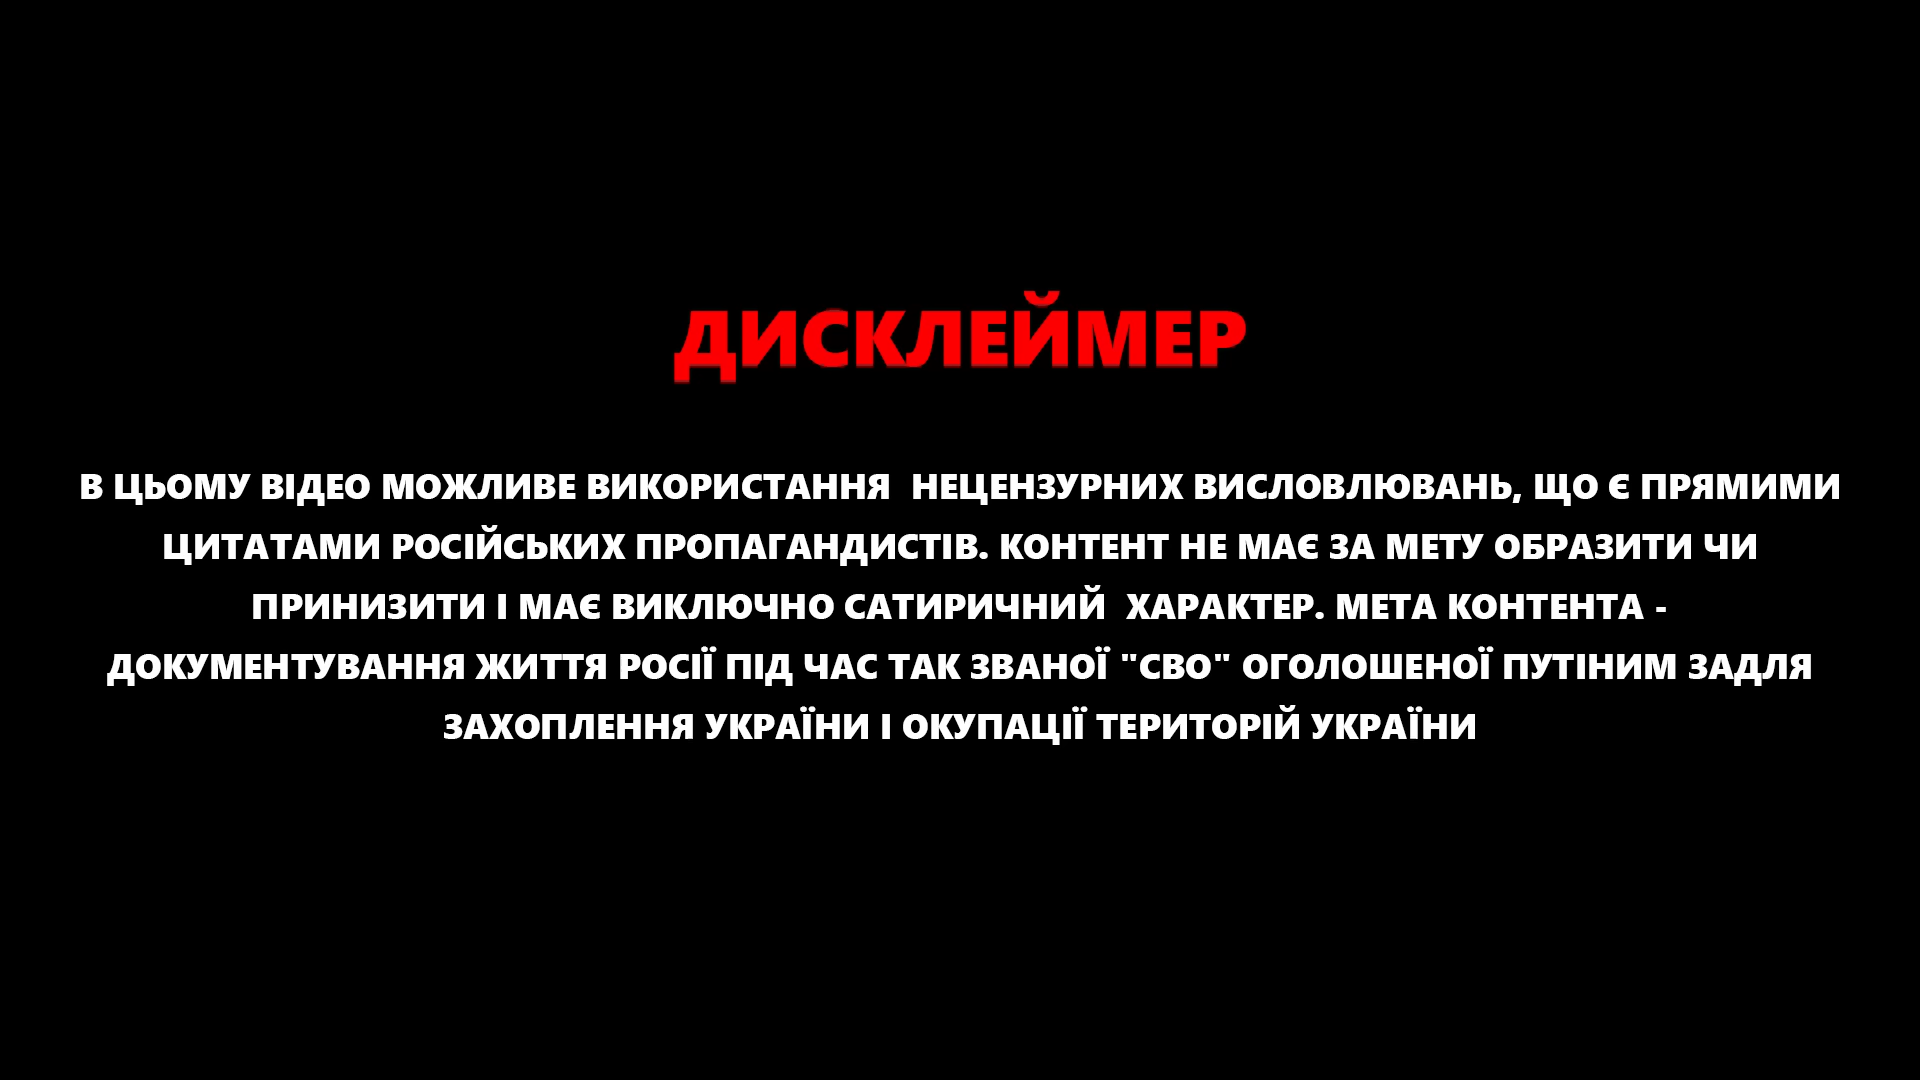 ДИСКЛЕЙМЕР
В ЦЬОМУ ВІДЕО МОЖЛИВЕ ВИКОРИСТАННЯ  НЕЦЕНЗУРНИХ ВИСЛОВЛЮВАНЬ, ЩО Є ПРЯМИМИ
ЦИТАТАМИ РОСІЙСЬКИХ ПРОПАГАНДИСТІВ. КОНТЕНТ НЕ МАЄ ЗА МЕТУ ОБРАЗИТИ ЧИ
ПРИНИЗИТИ І МАЄ ВИКЛЮЧНО САТИРИЧНИЙ  ХАРАКТЕР. МЕТА КОНТЕНТА -
ДОКУМЕНТУВАННЯ ЖИТТЯ РОСІЇ ПІД ЧАС ТАК ЗВАНОЇ "СВО" ОГОЛОШЕНОЇ ПУТІНИМ ЗАДЛЯ
ЗАХОПЛЕННЯ УКРАЇНИ І ОКУПАЦІЇ ТЕРИТОРІЙ УКРАЇНИ